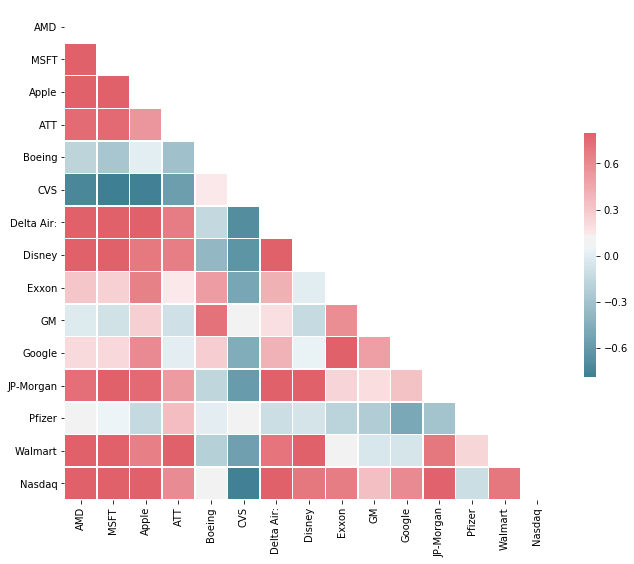 AMD
MSFT
Apple
ATT
Boeing
CVS
Delta Air:
Disney
Exxon
GM
Google
JP-Morgan
Pfizer
Walmart
Nasdaq
AMD
MSFT
Apple
ATT
Boeing
CVS
Delta Air:
Disney
Exxon
GM
Google
JP-Morgan
Pfizer
Walmart
Nasdaq
0.6
0.3
0.0
−0.3
−0.6